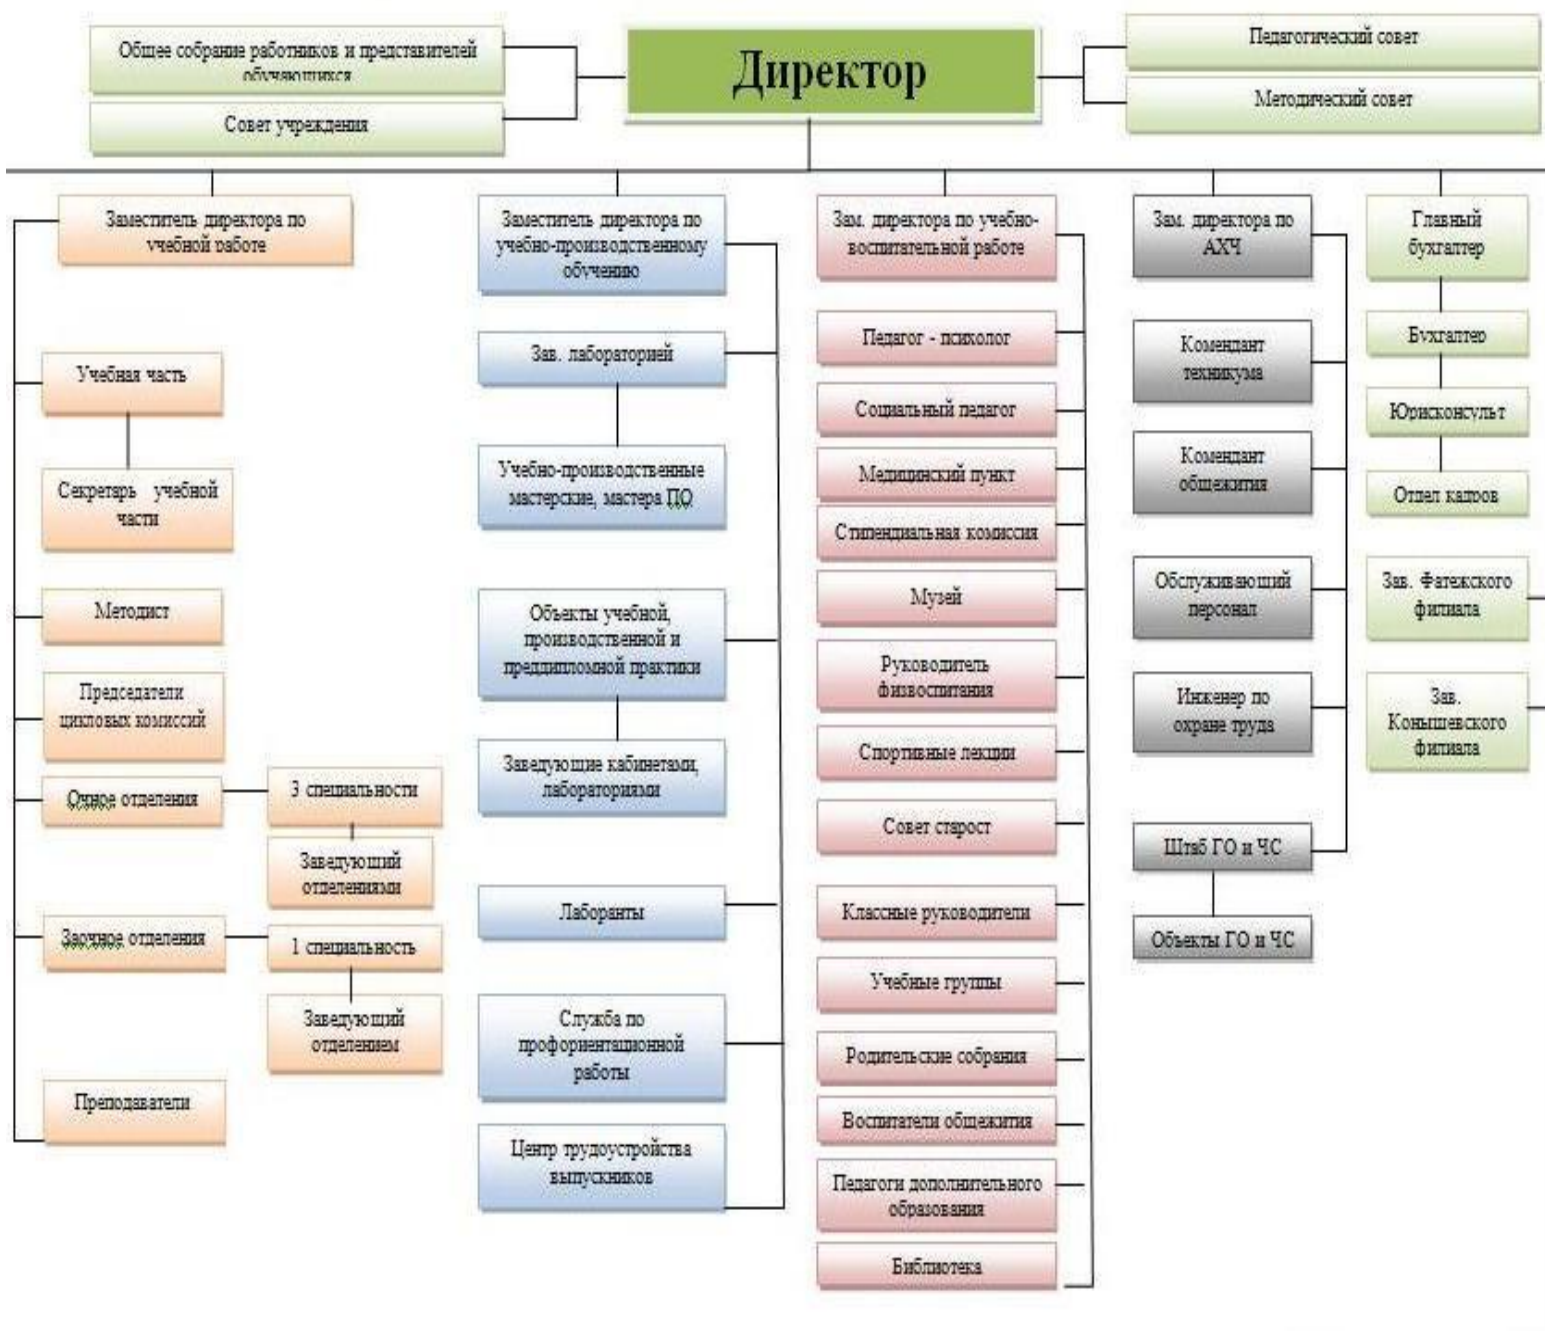 Общее собрание работников и представителей
обучающихся
Совет учреждения
Директор
Педагогический совет
Методический совет
Заместитель директора по
учебной работе
Учебная часть
Секретарь учебной
части
Методист
Председатели
цикловых комиссий
Очное отделения
3 специальности
Заведующий
отделениями
Заочное отделения
1 специальность
Заведующий
отделением
Преподаватели
Заместитель директора по
учебно-производственному
обучению
Зав. лабораторией
Учебно-производственные
мастерские, мастера ПО
Объекты учебной,
производственной и
преддипломной практики
Заведующие кабинетами,
лабораториями
Лаборанты
Служба по
профориентационной
работы
Центр трудоустройства
выпускников
Зам. директора по учебно-
воспитательной работе
Педагог - психолог
Социальный педагог
Медицинский пункт
Стипендиальная комиссия
Музей
Руководитель
физвоспитания
Спортивные лекции
Совет старост
Классные руководители
Учебные группы
Родительские собрания
Воспитатели общежития
Педагоги дополнительного
образования
Библиотека
Зам. директора по
АХЧ
Комендант
техникума
Комендант
общежития
Обслуживающий
персонал
Инженер по
охране труда
Штаб ГО и ЧС
Объекты ГО и ЧС
Главный
бухгалтер
Бухгалтер
Юрисконсульт
Отдел кадров
Зав. Фатежского
филиала
Зав.
Конышевского
филиала